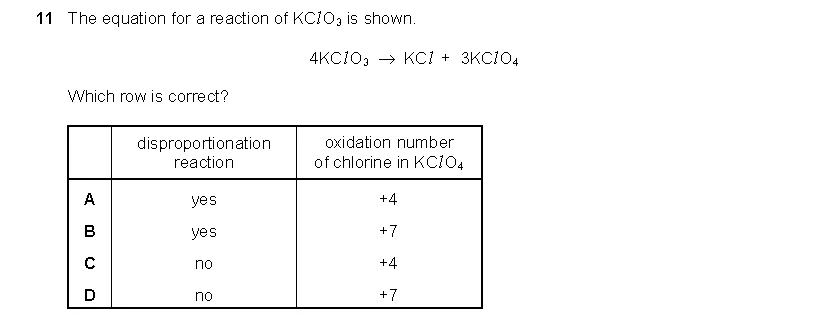 11 The equation for a reaction of KClO3 is shown.
4KClO3 → KCl + 3KClO4
Which row is correct?
disproportionation reaction | oxidation number of chlorine in KClO4
A yes +4
B yes +7
C no +4
D no +7